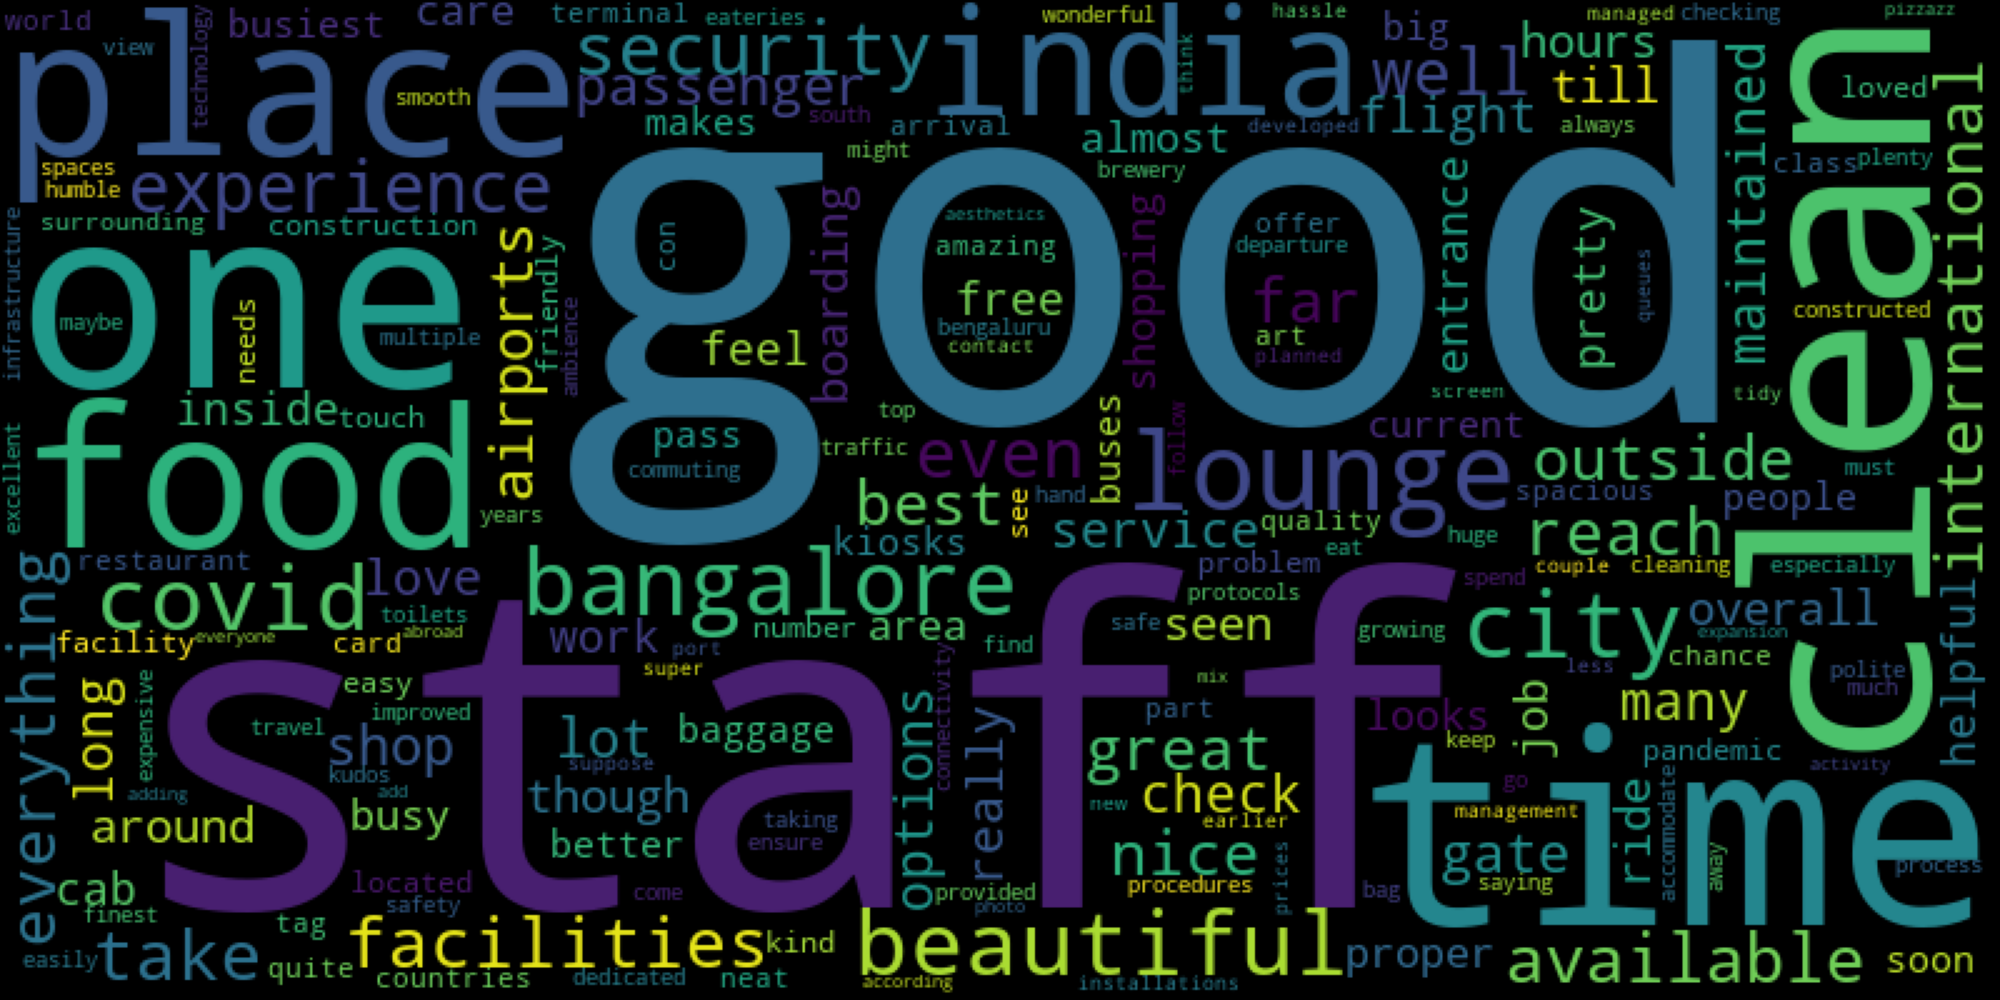 world
busiest
care
terminal
eateries
wonderful
hassle
managed
checking
pizzazz
view
technology
place
smooth
security
india
think
big
well
hours
till
clean
loved
passenger
makes
south
arrival
almost
developed
flight
always
maintained
international
spaces
humble
experience
might
brewery
class
plenty
surrounding
construction
infrastructure
one
maybe
needs
multiple
airports
friendly
ambience
good
con
boarding
aesthetics
amazing
free
bengaluru
contact
shopping
offer
departure
far
art
planned
entrance
pretty
queues
constructed
feel
inside
touch
food
excellent
years
pass
commuting
top
traffic
even
buses
follow
screen
current
tidy
lounge
outside
must
best
see
hand
spacious
people
kiosks
service
quality
eat
huge
reach
restaurant
covid
love
toilets
bangalore
problem
protocols
spend
couple
cleaning
especially
everything
facility
everyone
card
abroad
work
port
number
area
find
safe
seen
growing
city
less
overall
expansion
chance
helpful
polite
much
super
staff
long
expensive
easy
improved
travel
shop
kudos
add
adding
lot
suppose
baggage
options
connectivity
really
mix
part
great
looks
keep
job
many
pandemic
activity
though
around
busy
better
taking
ensure
new
check
earlier
go
management
time
ride
accommodate
away
process
nice
procedures
prices
gate
saying
bag
cab
finest
located
safety
come
provided
photo
tag
easily
take
quite
facilities
countries
kind
dedicated
neat
beautiful
according
installations
proper
available
soon